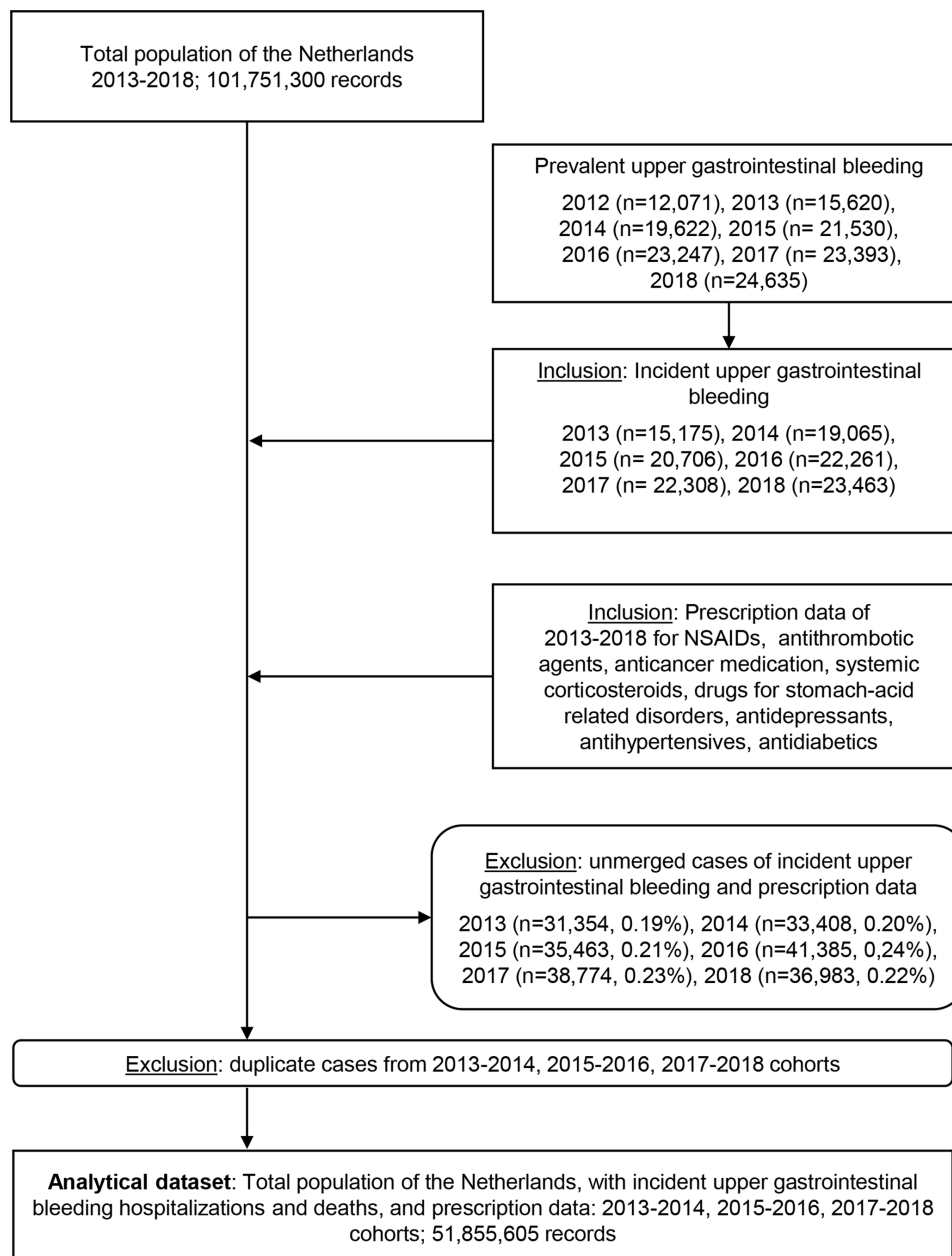 Total population of the Netherlands
2013-2018; 101,751,300 records
Prevalent upper gastrointestinal bleeding
2012 (n=12,071), 2013 (n=15,620),
2014 (n=19,622), 2015 (n= 21,530),
2016 (n=23,247), 2017 (n= 23,393),
2018 (n=24,635)
Inclusion: Incident upper gastrointestinal
bleeding
2013 (n=15,175), 2014 (n=19,065),
2015 (n= 20,706), 2016 (n=22,261),
2017 (n= 22,308), 2018 (n=23,463)
Inclusion: Prescription data of
2013-2018 for NSAIDs, antithrombotic
agents, anticancer medication, systemic
corticosteroids, drugs for stomach-acid
related disorders, antidepressants,
antihypertensives, antidiabetics
Exclusion: unmerged cases of incident upper
gastrointestinal bleeding and prescription data
2013 (n=31,354, 0.19%), 2014 (n=33,408, 0.20%),
2015 (n=35,463, 0.21%), 2016 (n=41,385, 0,24%),
2017 (n=38,774, 0.23%), 2018 (n=36,983, 0.22%)
Exclusion: duplicate cases from 2013-2014, 2015-2016, 2017-2018 cohorts
Analytical dataset: Total population of the Netherlands, with incident upper gastrointestinal
bleeding hospitalizations and deaths, and prescription data: 2013-2014, 2015-2016, 2017-2018
cohorts; 51,855,605 records